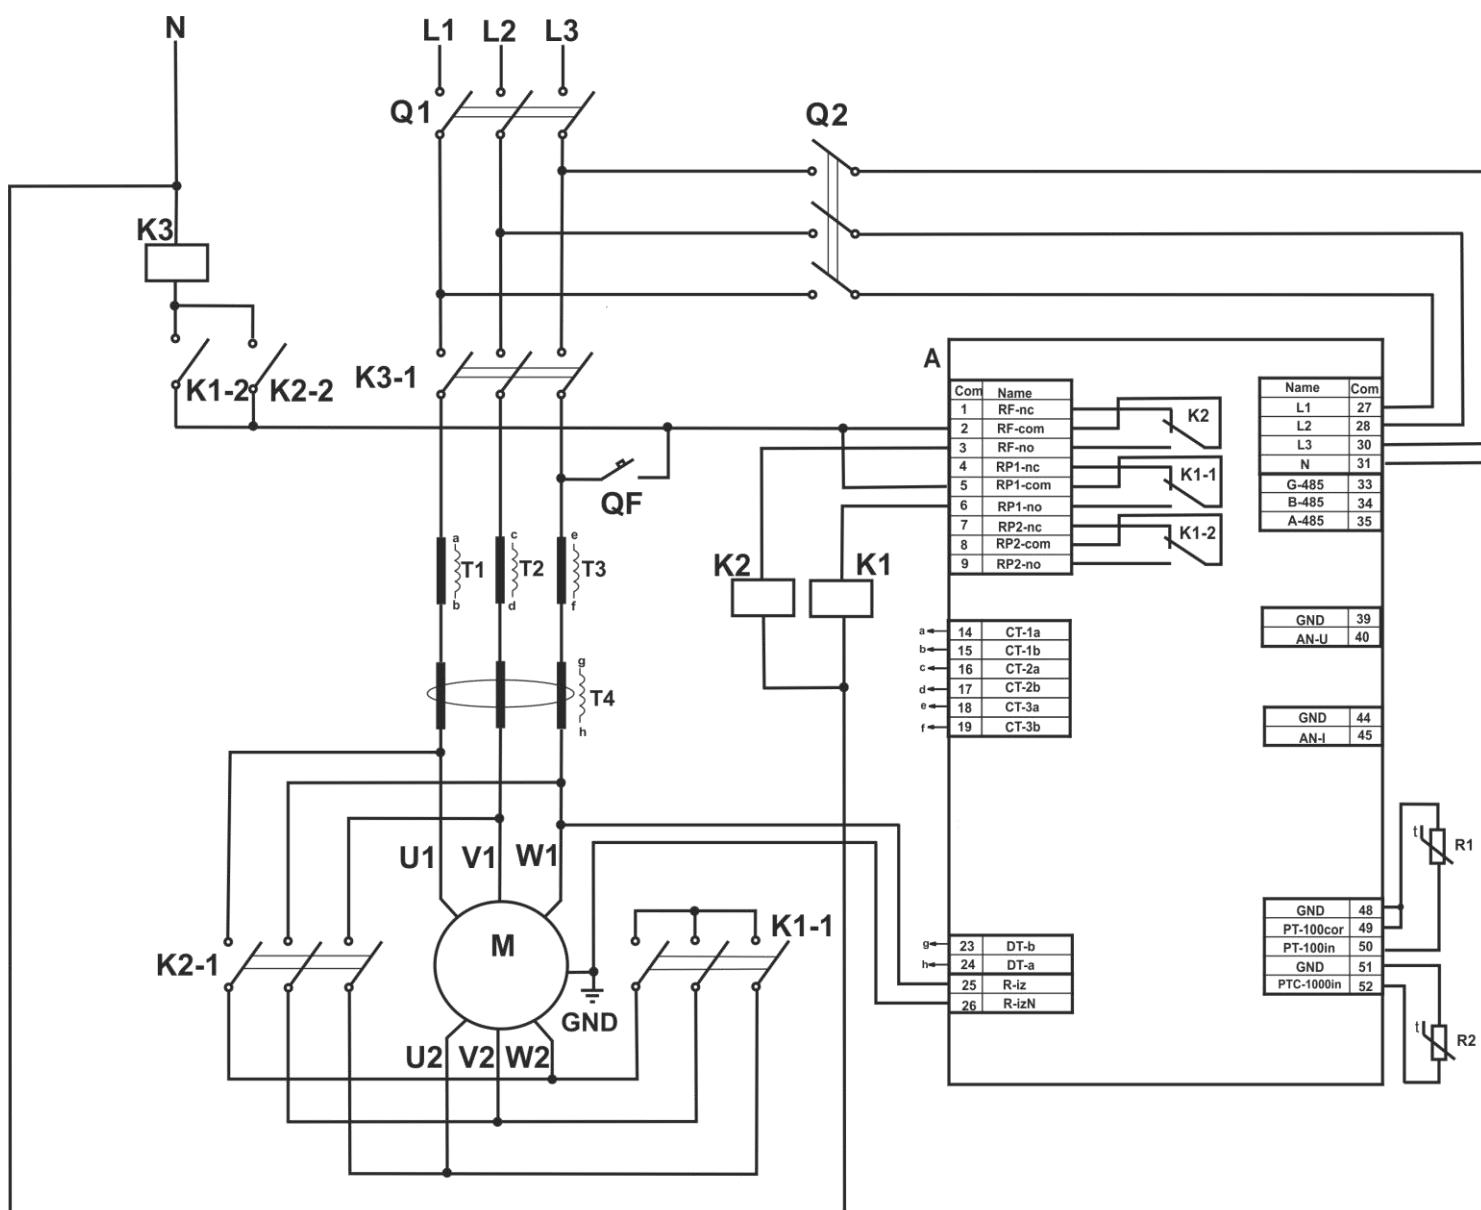 N
L1 L2 L3
Q1
Q2
K3
K1-2
K2-2
K3-1
QF
A
Com Name
1 RF-nc
2 RF-com
3 RF-no
4 RP1-nc
5 RP1-com
6 RP1-no
7 RP2-nc
8 RP2-com
9 RP2-no
K2
K1-1
K1-2
Name Com
L1 27
L2 28
L3 30
N 31
G-485 33
B-485 34
A-485 35
a
T1
b
c
T2
d
e
T3
f
K2
K1
g
T4
h
a 14 CT-1a
b 15 CT-1b
c 16 CT-2a
d 17 CT-2b
e 18 CT-3a
f 19 CT-3b
GND 39
AN-U 40
GND 44
AN-I 45
t R1
U1 V1 W1
M
K2-1
K1-1
GND
U2 V2 W2
g 23 DT-b
h 24 DT-a
25 R-iz
26 R-izN
GND 48
PT-100cor 49
PT-100in 50
GND 51
PTC-1000in 52
t R2